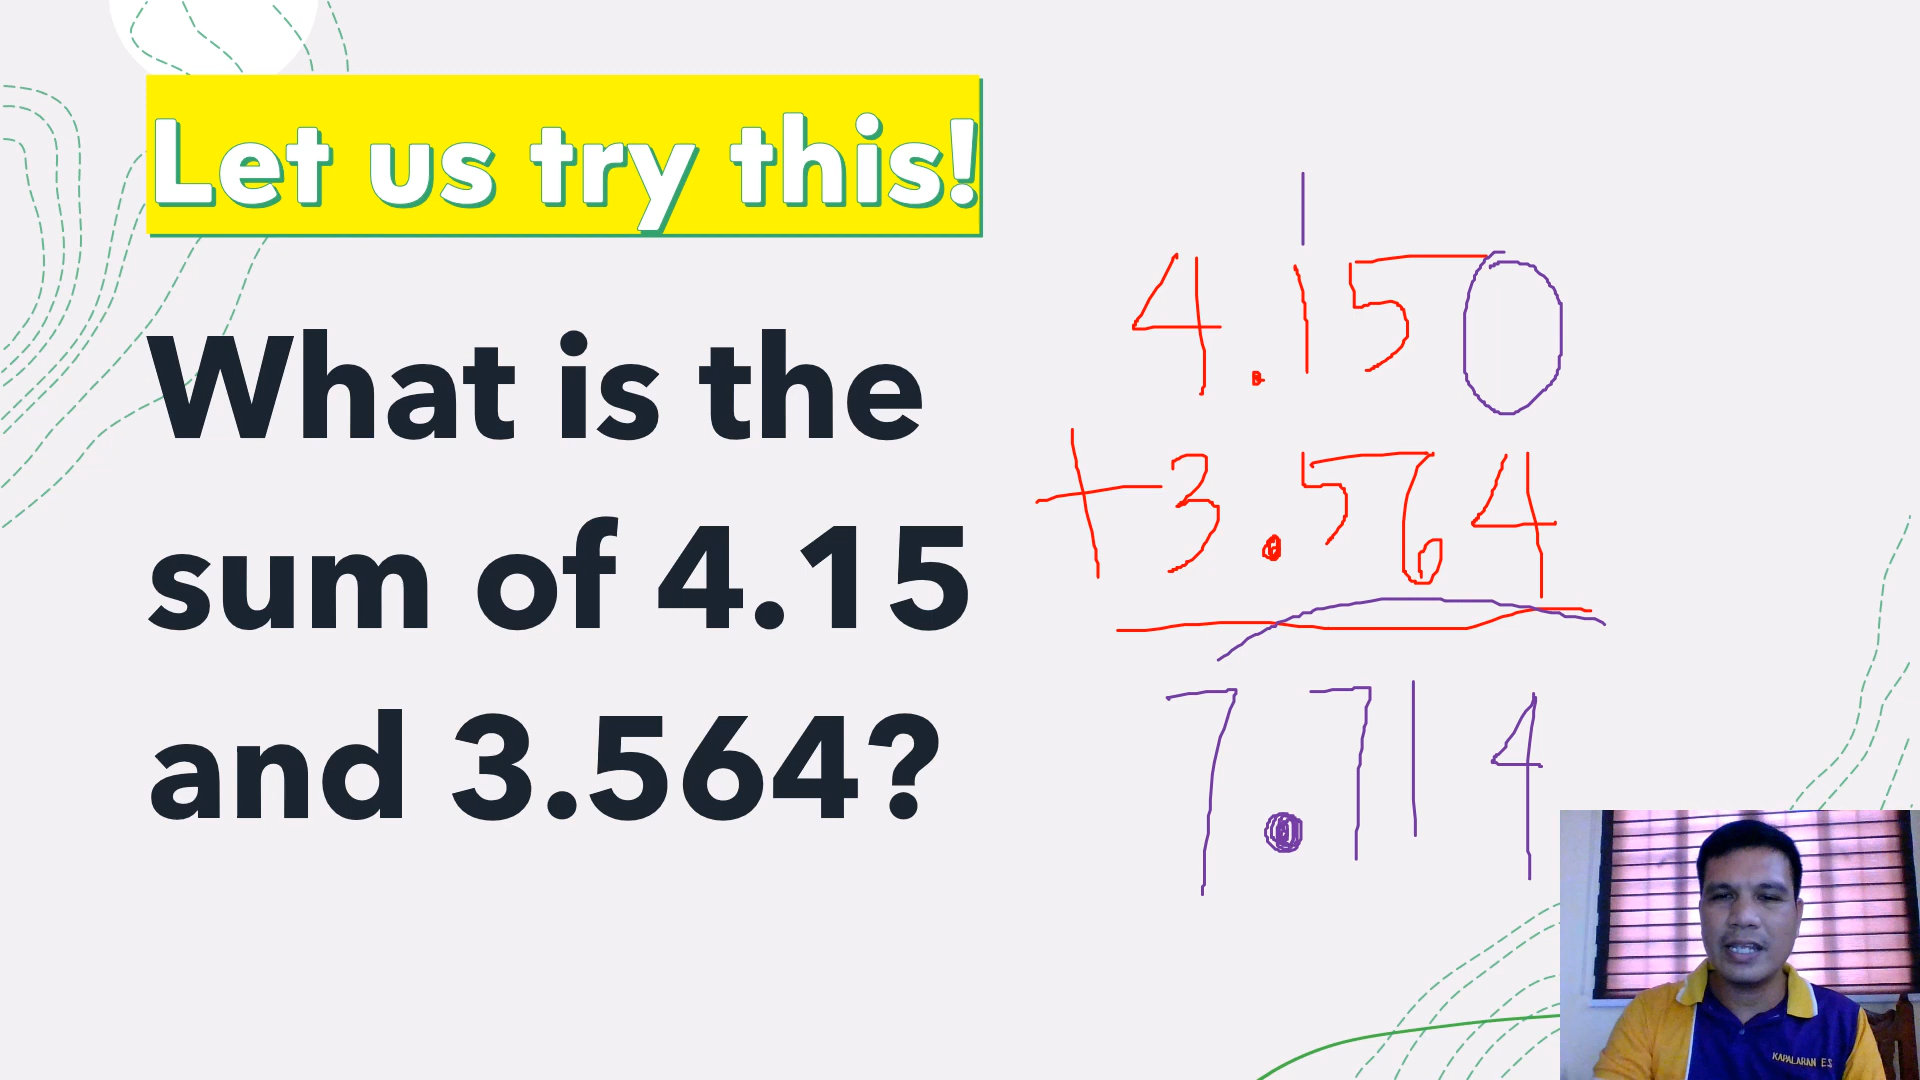 Let us try this!
What is the
sum of 4.15
and 3.564?
1
4.150
+3.564
7.714
KAPALARAN E.S